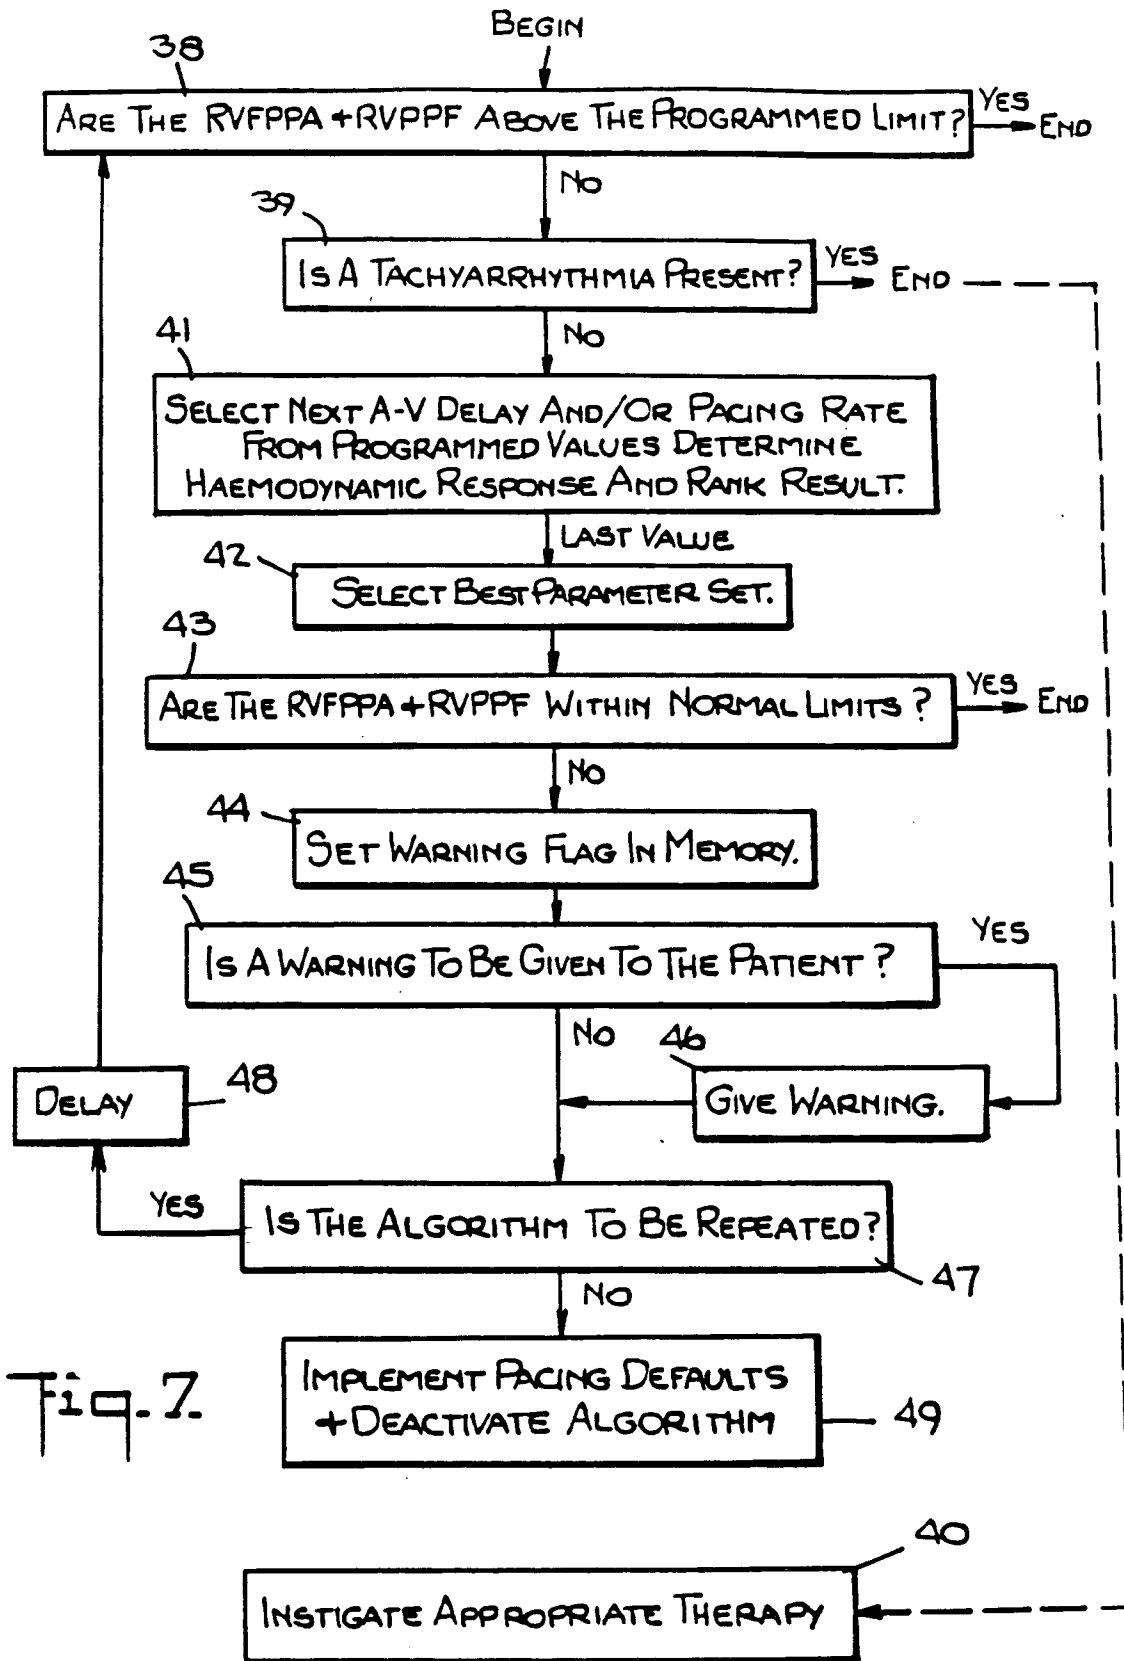 BEGIN
38
ARE THE RVFPPA + RVPPF ABOVE THE PROGRAMMED LIMIT?
YES
END
NO
39
IS A TACHYARRHYTHMIA PRESENT?
YES
END
NO
41
SELECT NEXT A-V DELAY AND/OR PACING RATE
FROM PROGRAMMED VALUES DETERMINE
HAEMODYNAMIC RESPONSE AND RANK RESULT.
LAST VALUE
42
SELECT BEST PARAMETER SET.
43
ARE THE RVFPPA + RVPPF WITHIN NORMAL LIMITS?
YES
END
NO
44
SET WARNING FLAG IN MEMORY.
45
IS A WARNING TO BE GIVEN TO THE PATIENT?
YES
NO
46
GIVE WARNING.
DELAY
48
YES
IS THE ALGORITHM TO BE REPEATED?
47
NO
IMPLEMENT PACING DEFAULTS
+ DEACTIVATE ALGORITHM
49
Fig. 7.
40
INSTIGATE APPROPRIATE THERAPY